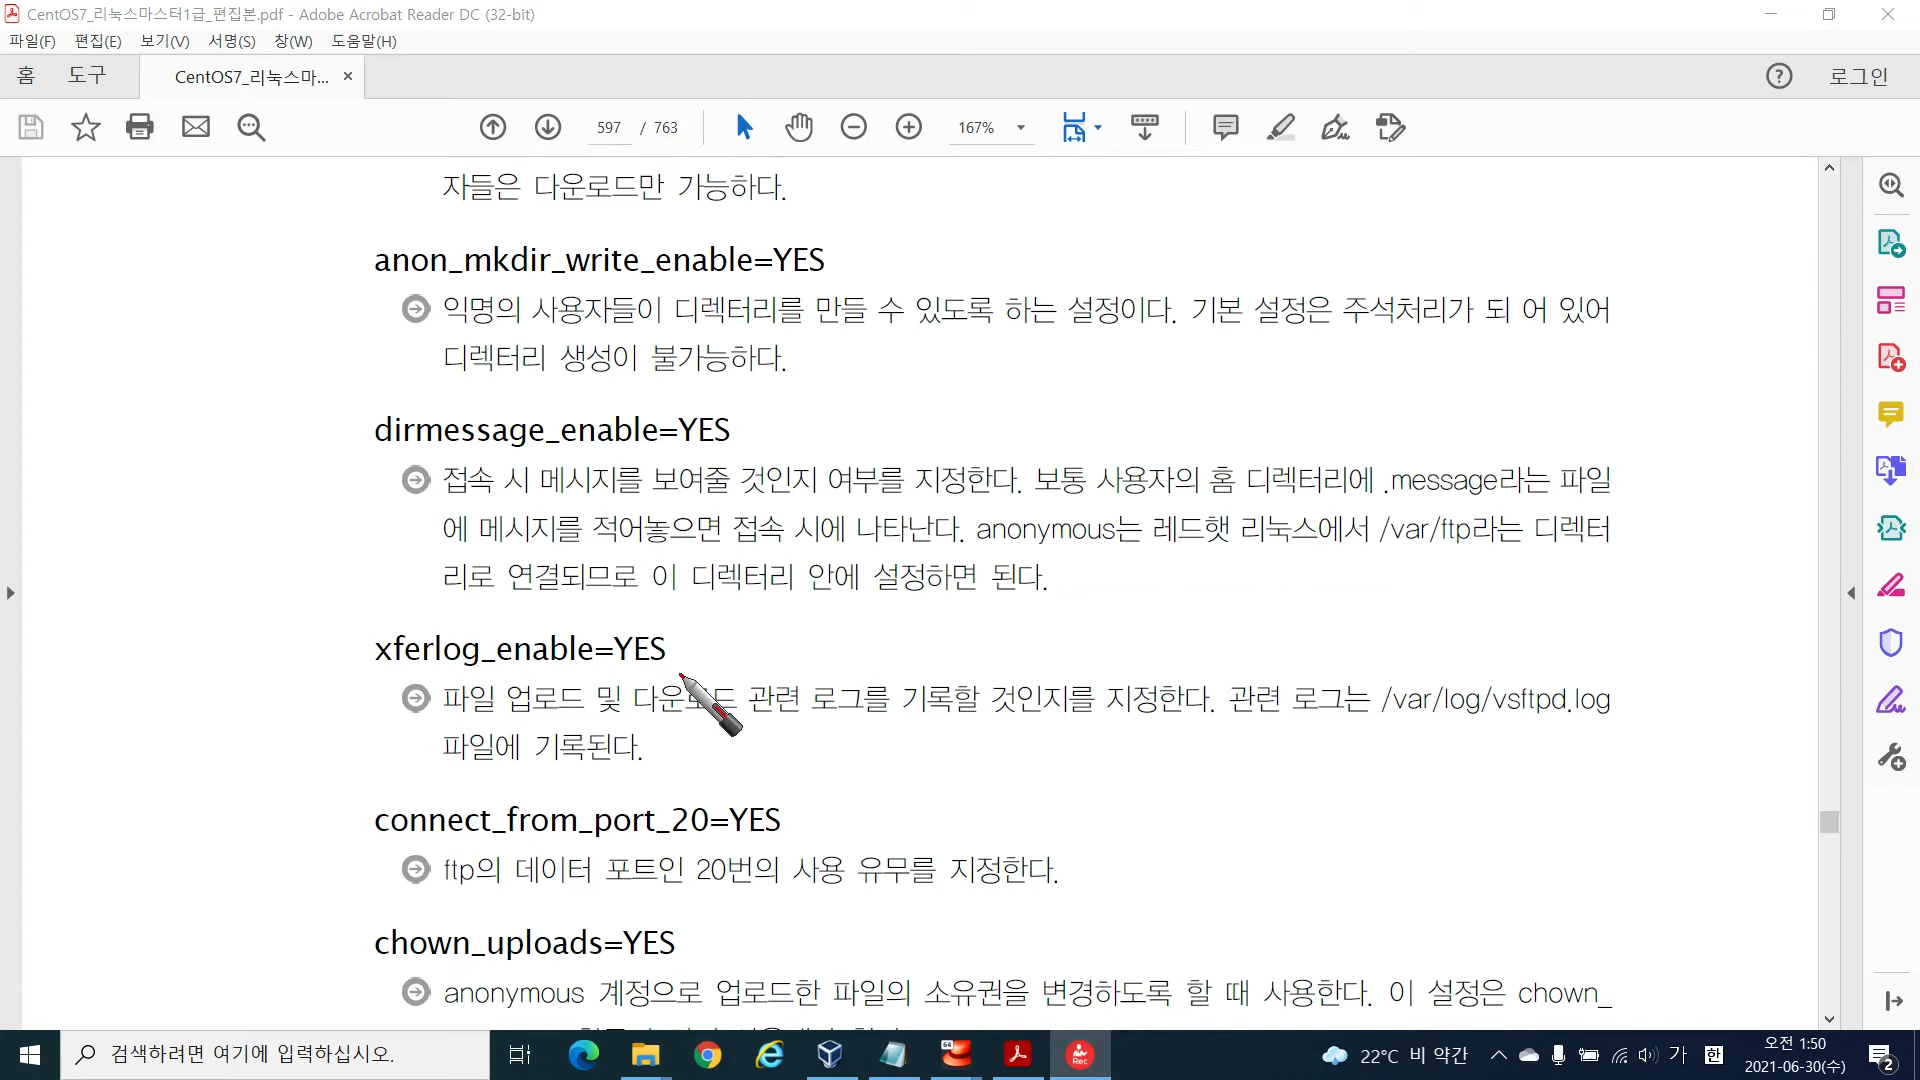 CentOS7_리눅스마스터1급_편집본.pdf - Adobe Acrobat Reader DC (32-bit)
파일(F) 편집(E) 보기(V) 서명(S) 창(W) 도움말(H)
홈 도구 CentOS7_리눅스마... × 로그인
597 / 763 167%
자들은 다운로드만 가능하다.
anon_mkdir_write_enable=YES
익명의 사용자들이 디렉터리를 만들 수 있도록 하는 설정이다. 기본 설정은 주석처리가 되 어 있어
디렉터리 생성이 불가능하다.
dirmessage_enable=YES
접속 시 메시지를 보여줄 것인지 여부를 지정한다. 보통 사용자의 홈 디렉터리에 .message라는 파일
에 메시지를 적어놓으면 접속 시에 나타난다. anonymous는 레드햇 리눅스에서 /var/ftp라는 디렉터
리로 연결되므로 이 디렉터리 안에 설정하면 된다.
xferlog_enable=YES
파일 업로드 및 다운로드 관련 로그를 기록할 것인지를 지정한다. 관련 로그는 /var/log/vsftpd.log
파일에 기록된다.
connect_from_port_20=YES
ftp의 데이터 포트인 20번의 사용 유무를 지정한다.
chown_uploads=YES
anonymous 계정으로 업로드한 파일의 소유권을 변경하도록 할 때 사용한다. 이 설정은 chown_
검색하려면 여기에 입력하십시오.
64
Rec
22°C 비 약간
가 한
오전 1:50
2021-06-30(수)
2